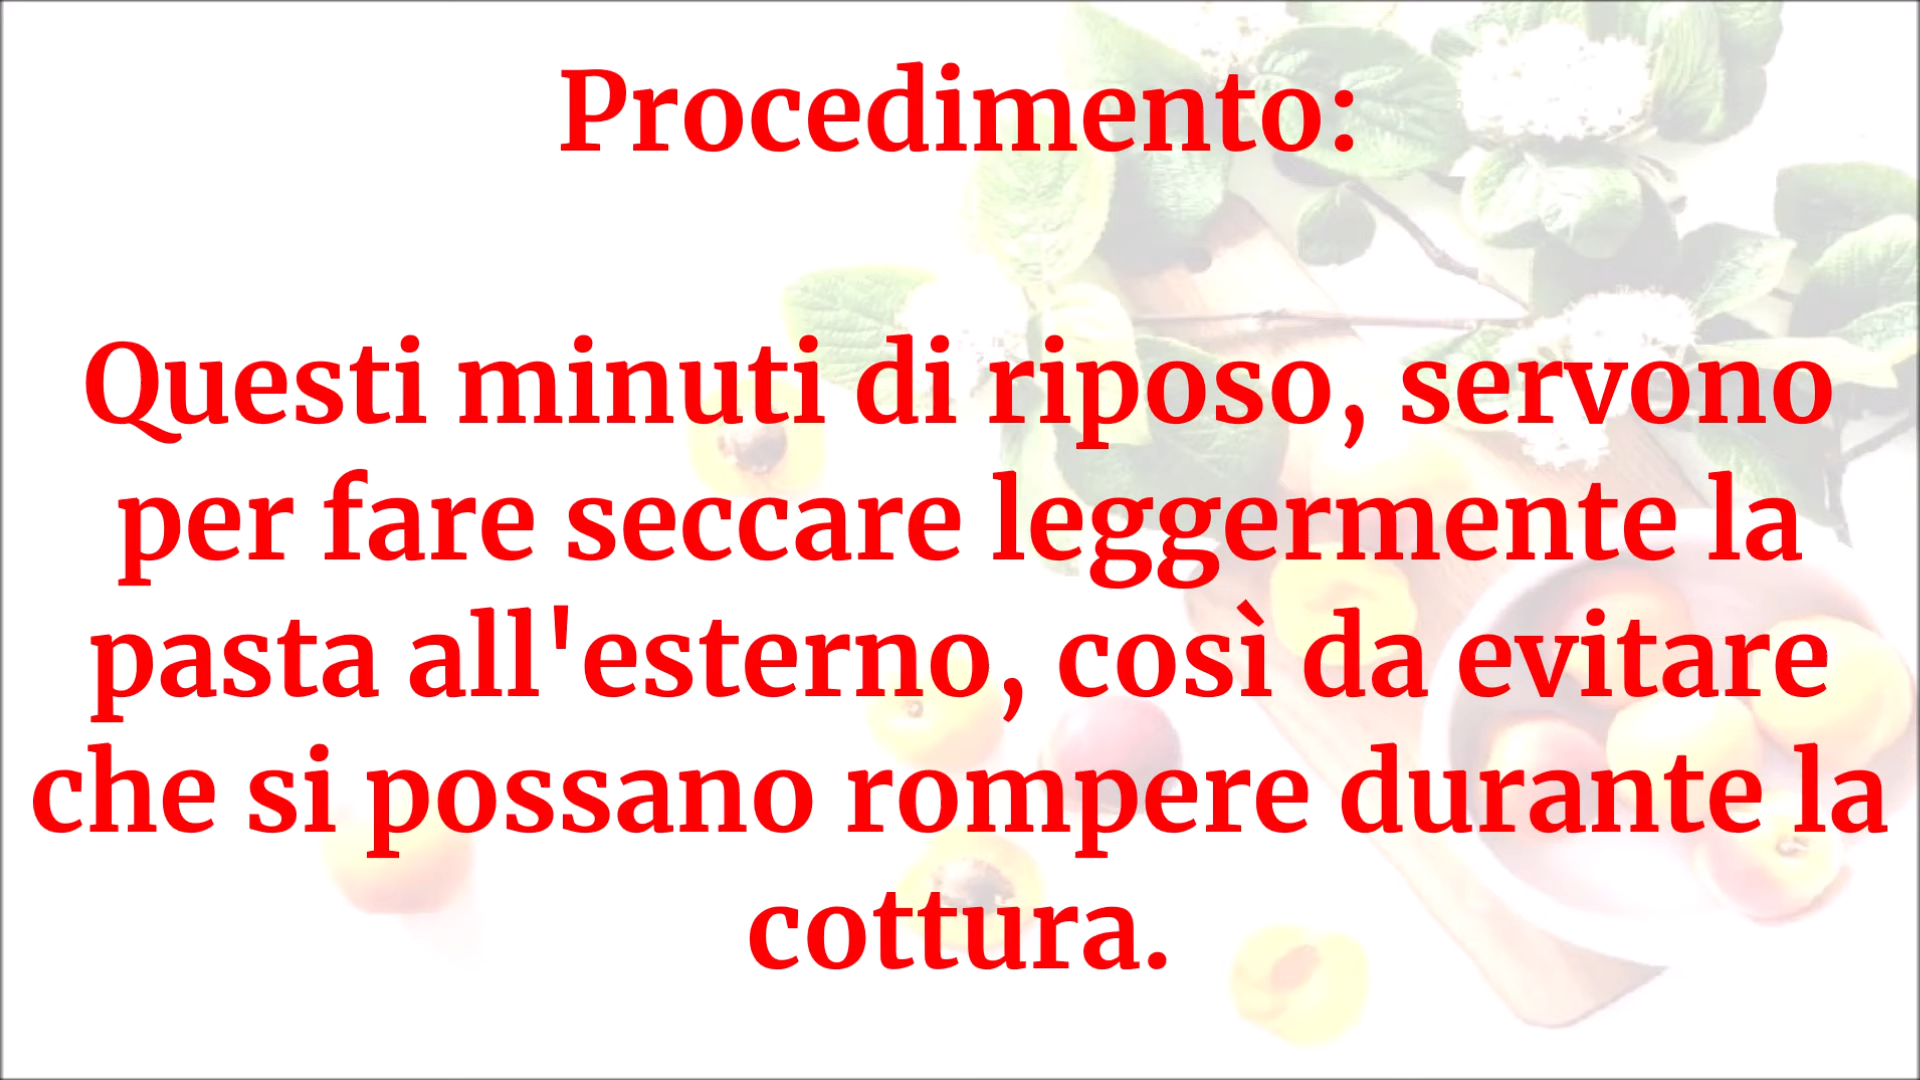 Procedimento:
Questi minuti di riposo, servono
per fare seccare leggermente la
pasta all'esterno, così da evitare
che si possano rompere durante la
cottura.